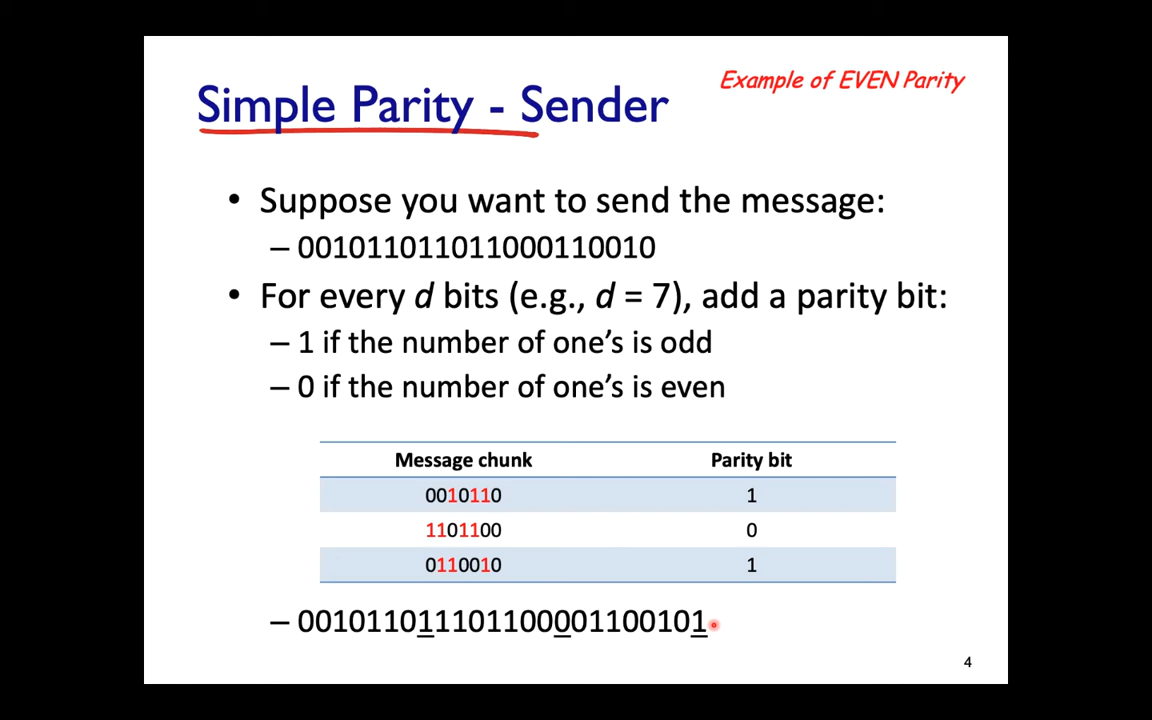 Example of EVEN Parity
Simple Parity - Sender
• Suppose you want to send the message:
– 001011011011000110010
• For every d bits (e.g., d = 7), add a parity bit:
– 1 if the number of one's is odd
– 0 if the number of one's is even
Message chunk Parity bit
0010110 1
1101100 0
0110010 1
– 001011011101100001100101
4